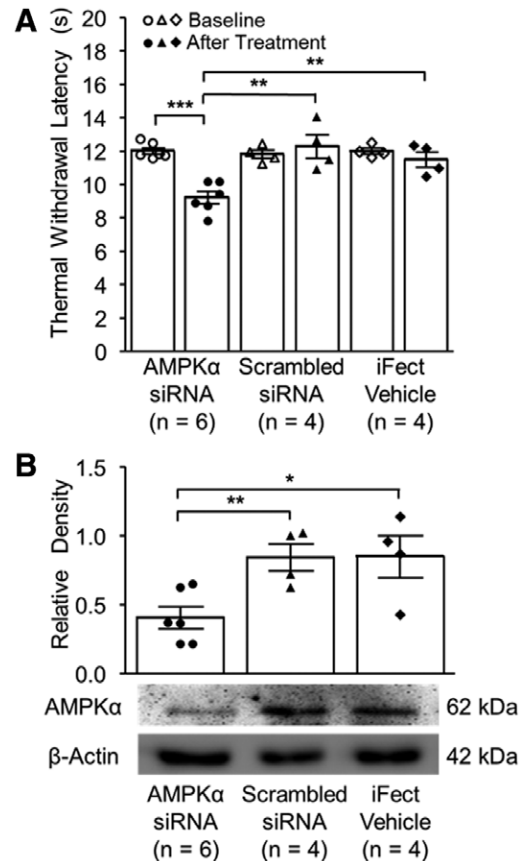 A
Thermal Withdrawal Latency (s)
20
18
16
14
12
10
8
6
4
2
0
Baseline
After Treatment
**
**
***
AMPKα Scrambled iFect
siRNA siRNA Vehicle
(n = 6) (n = 4) (n = 4)
B
Relative Density
1.5
1.0
0.5
0.0
*
**
AMPKα 62 kDa
β-Actin 42 kDa
AMPKα Scrambled iFect
siRNA siRNA Vehicle
(n = 6) (n = 4) (n = 4)